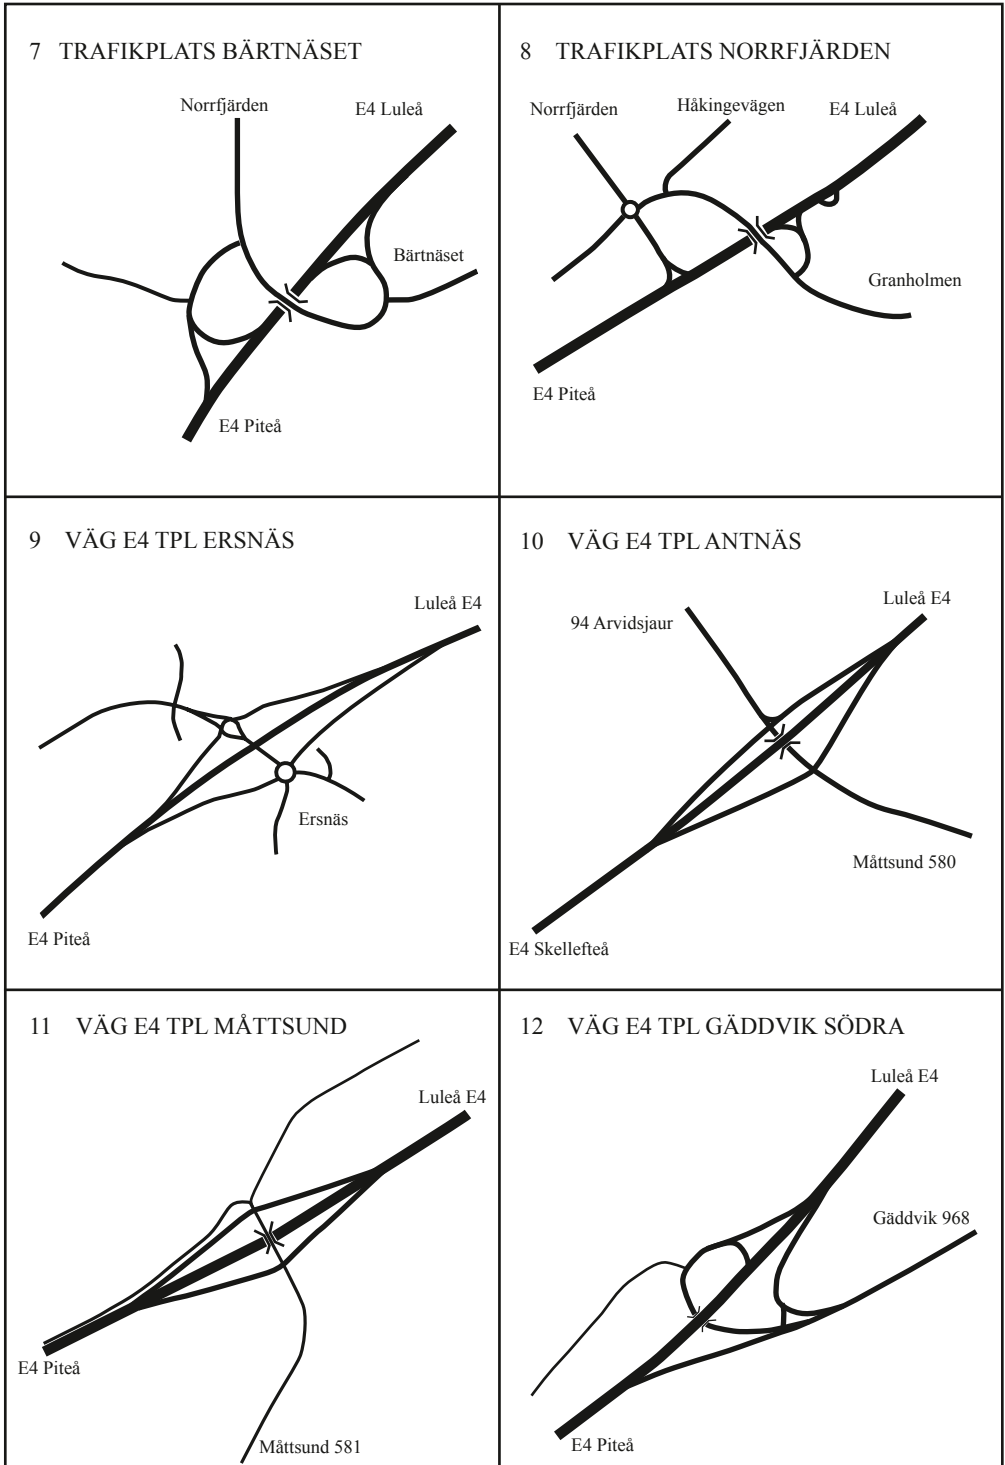 7 TRAFIKPLATS BÄRTNÄSET
Norrfjärden
E4 Luleå
Bärtnäset
E4 Piteå
8 TRAFIKPLATS NORRFJÄRDEN
Norrfjärden
Håkingevägen
E4 Luleå
Granholmen
E4 Piteå
9 VÄG E4 TPL ERSNÄS
Luleå E4
Ersnäs
E4 Piteå
10 VÄG E4 TPL ANTNÄS
94 Arvidsjaur
Luleå E4
Måttsund 580
E4 Skellefteå
11 VÄG E4 TPL MÅTTSUND
Luleå E4
E4 Piteå
Måttsund 581
12 VÄG E4 TPL GÄDDVIK SÖDRA
Luleå E4
Gäddvik 968
E4 Piteå